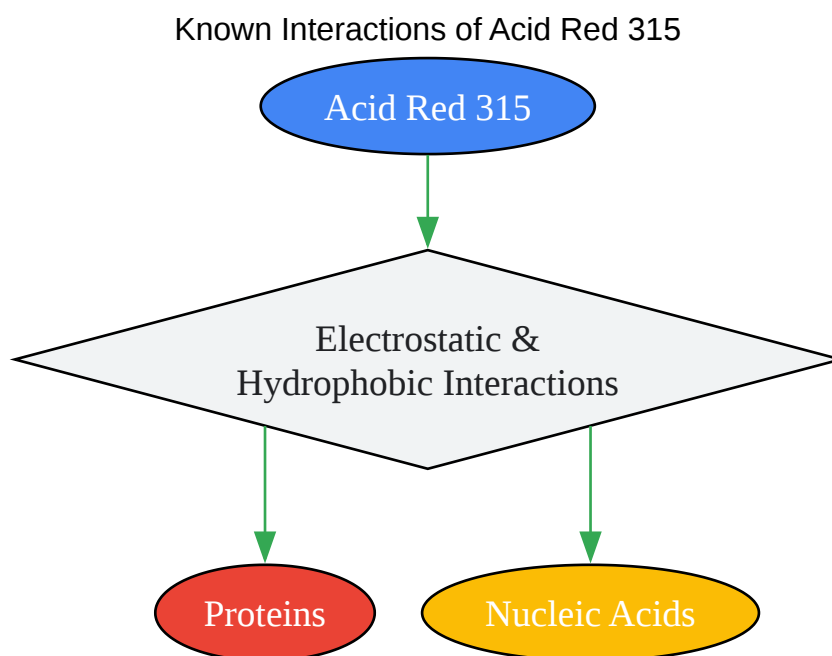 Known Interactions of Acid Red 315
Acid Red 315
Electrostatic &
Hydrophobic Interactions
Proteins
Nucleic Acids